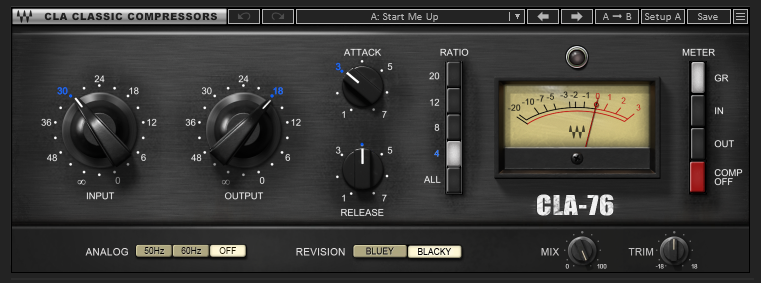 CLA CLASSIC COMPRESSORS
A: Start Me Up
A → B
Setup A
Save
ATTACK
3 5
1 7
RATIO
20
12
8
4
ALL
METER
GR
IN
OUT
COMP OFF
24
30 18
36 12
48 6
∞ 0
INPUT
24
30 18
36 12
48 6
∞ 0
OUTPUT
3 5
1 7
RELEASE
-20 -10 -7 -5 -3 -2 -1 0 1 2 3
CLA-76
ANALOG 50Hz 60Hz OFF
REVISION BLUEY BLACKY
MIX 0 100
TRIM -18 18